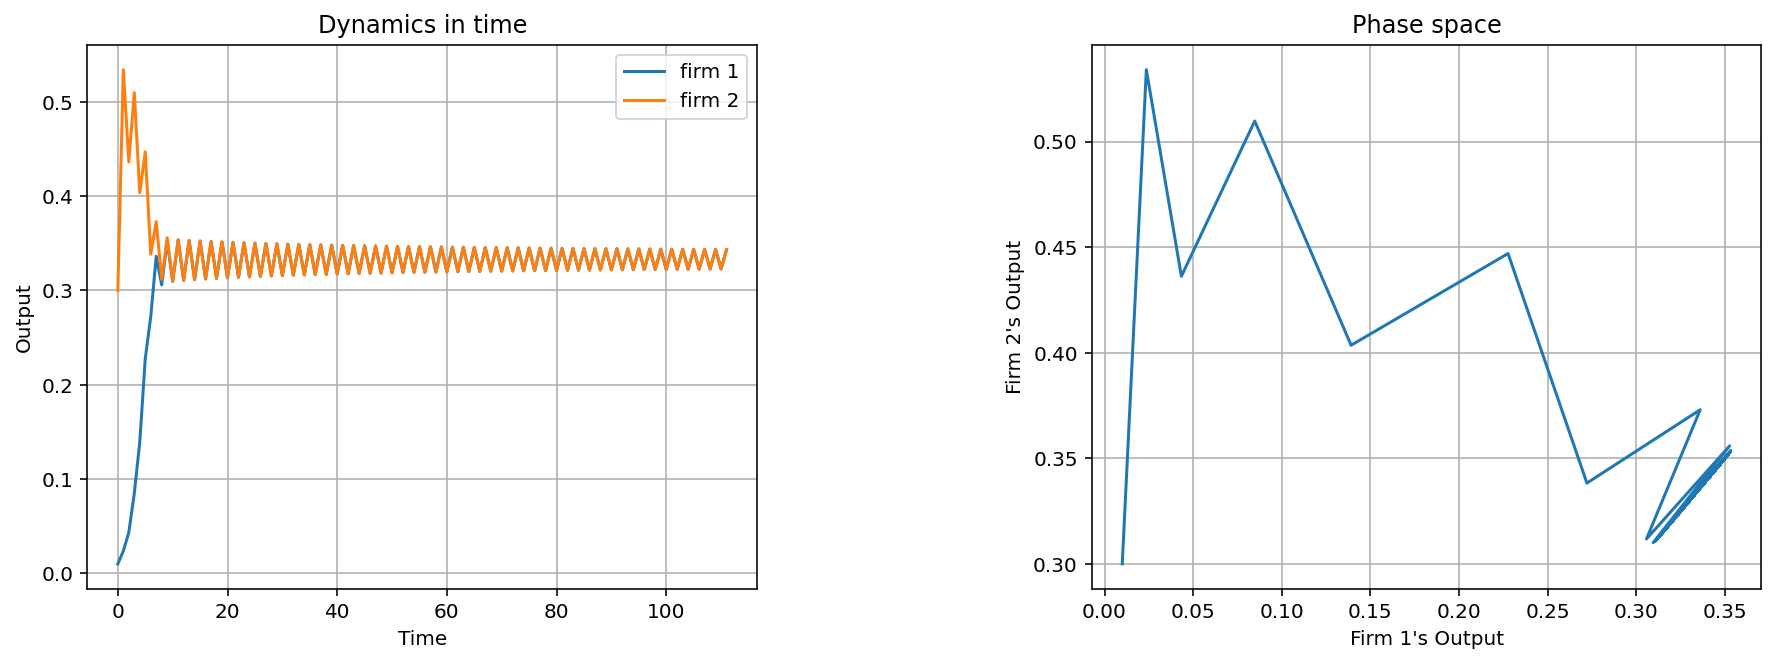 Dynamics in time
firm 1
firm 2
0.5
0.4
0.3
0.2
0.1
0.0
Output
0 20 40 60 80 100
Time
Phase space
0.50
0.45
0.40
0.35
0.30
Firm 2's Output
0.00 0.05 0.10 0.15 0.20 0.25 0.30 0.35
Firm 1's Output